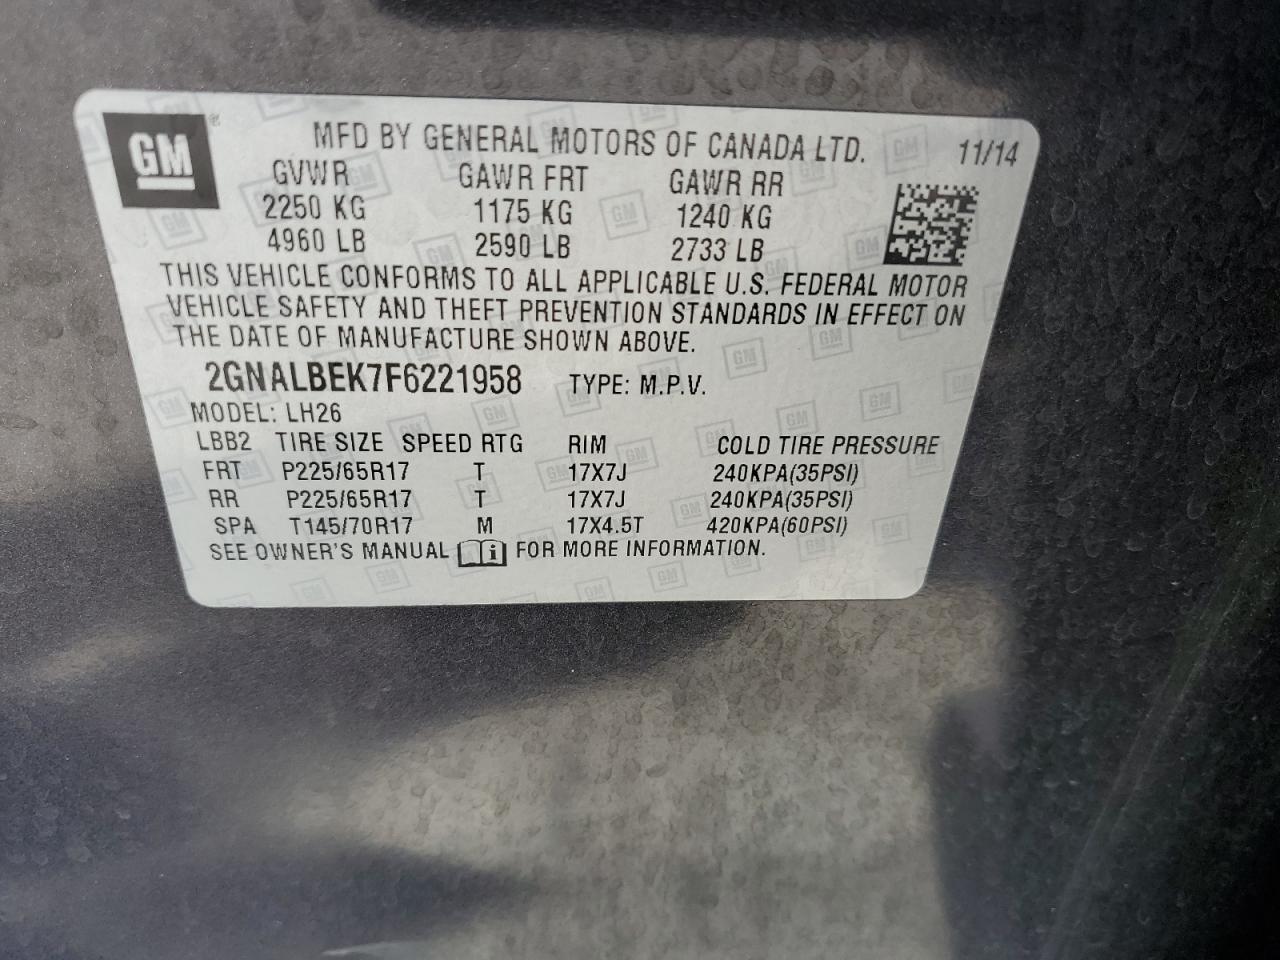 GM ® MFD BY GENERAL MOTORS OF CANADA LTD. 11/14
GVWR GAWR FRT GAWR RR
2250 KG 1175 KG 1240 KG
4960 LB 2590 LB 2733 LB
THIS VEHICLE CONFORMS TO ALL APPLICABLE U.S. FEDERAL MOTOR
VEHICLE SAFETY AND THEFT PREVENTION STANDARDS IN EFFECT ON
THE DATE OF MANUFACTURE SHOWN ABOVE.
2GNALBEK7F6221958 TYPE: M.P.V.
MODEL: LH26
LBB2 TIRE SIZE SPEED RTG RIM COLD TIRE PRESSURE
FRT P225/65R17 T 17X7J 240KPA(35PSI)
RR P225/65R17 T 17X7J 240KPA(35PSI)
SPA T145/70R17 M 17X4.5T 420KPA(60PSI)
SEE OWNER'S MANUAL i FOR MORE INFORMATION.